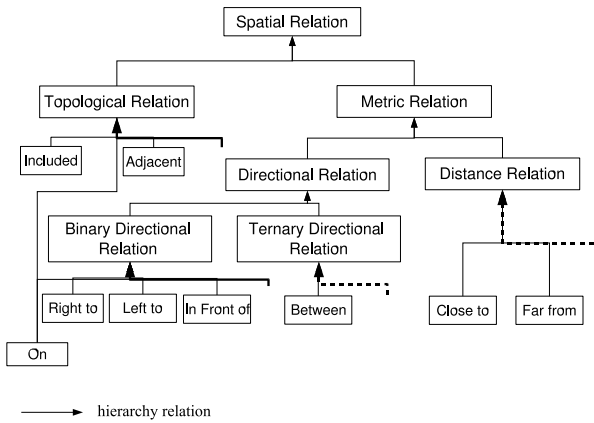 Spatial Relation
Topological Relation
Metric Relation
Included
Adjacent
Directional Relation
Distance Relation
Binary Directional
Relation
Ternary Directional
Relation
Right to
Left to
In Front of
Between
Close to
Far from
On
hierarchy relation